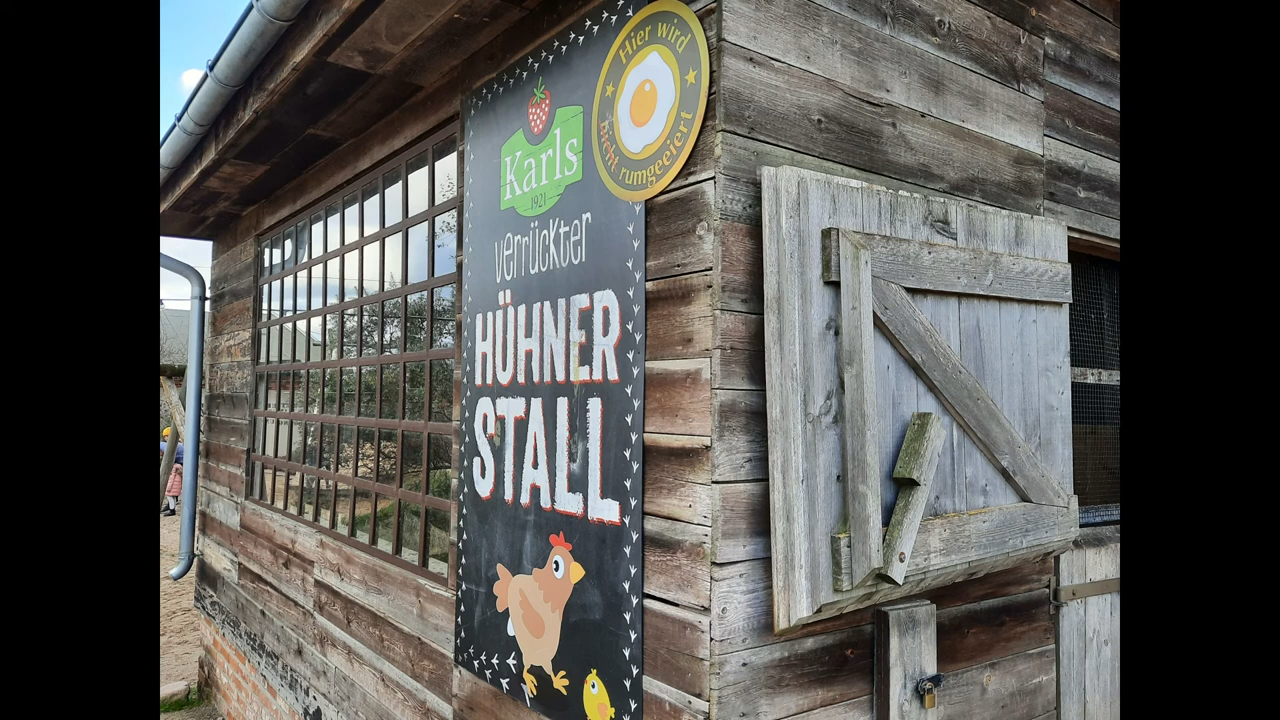 Hier wird
nicht rumgeeiert
Karls
1921
verrückter
HÜHNER
STALL